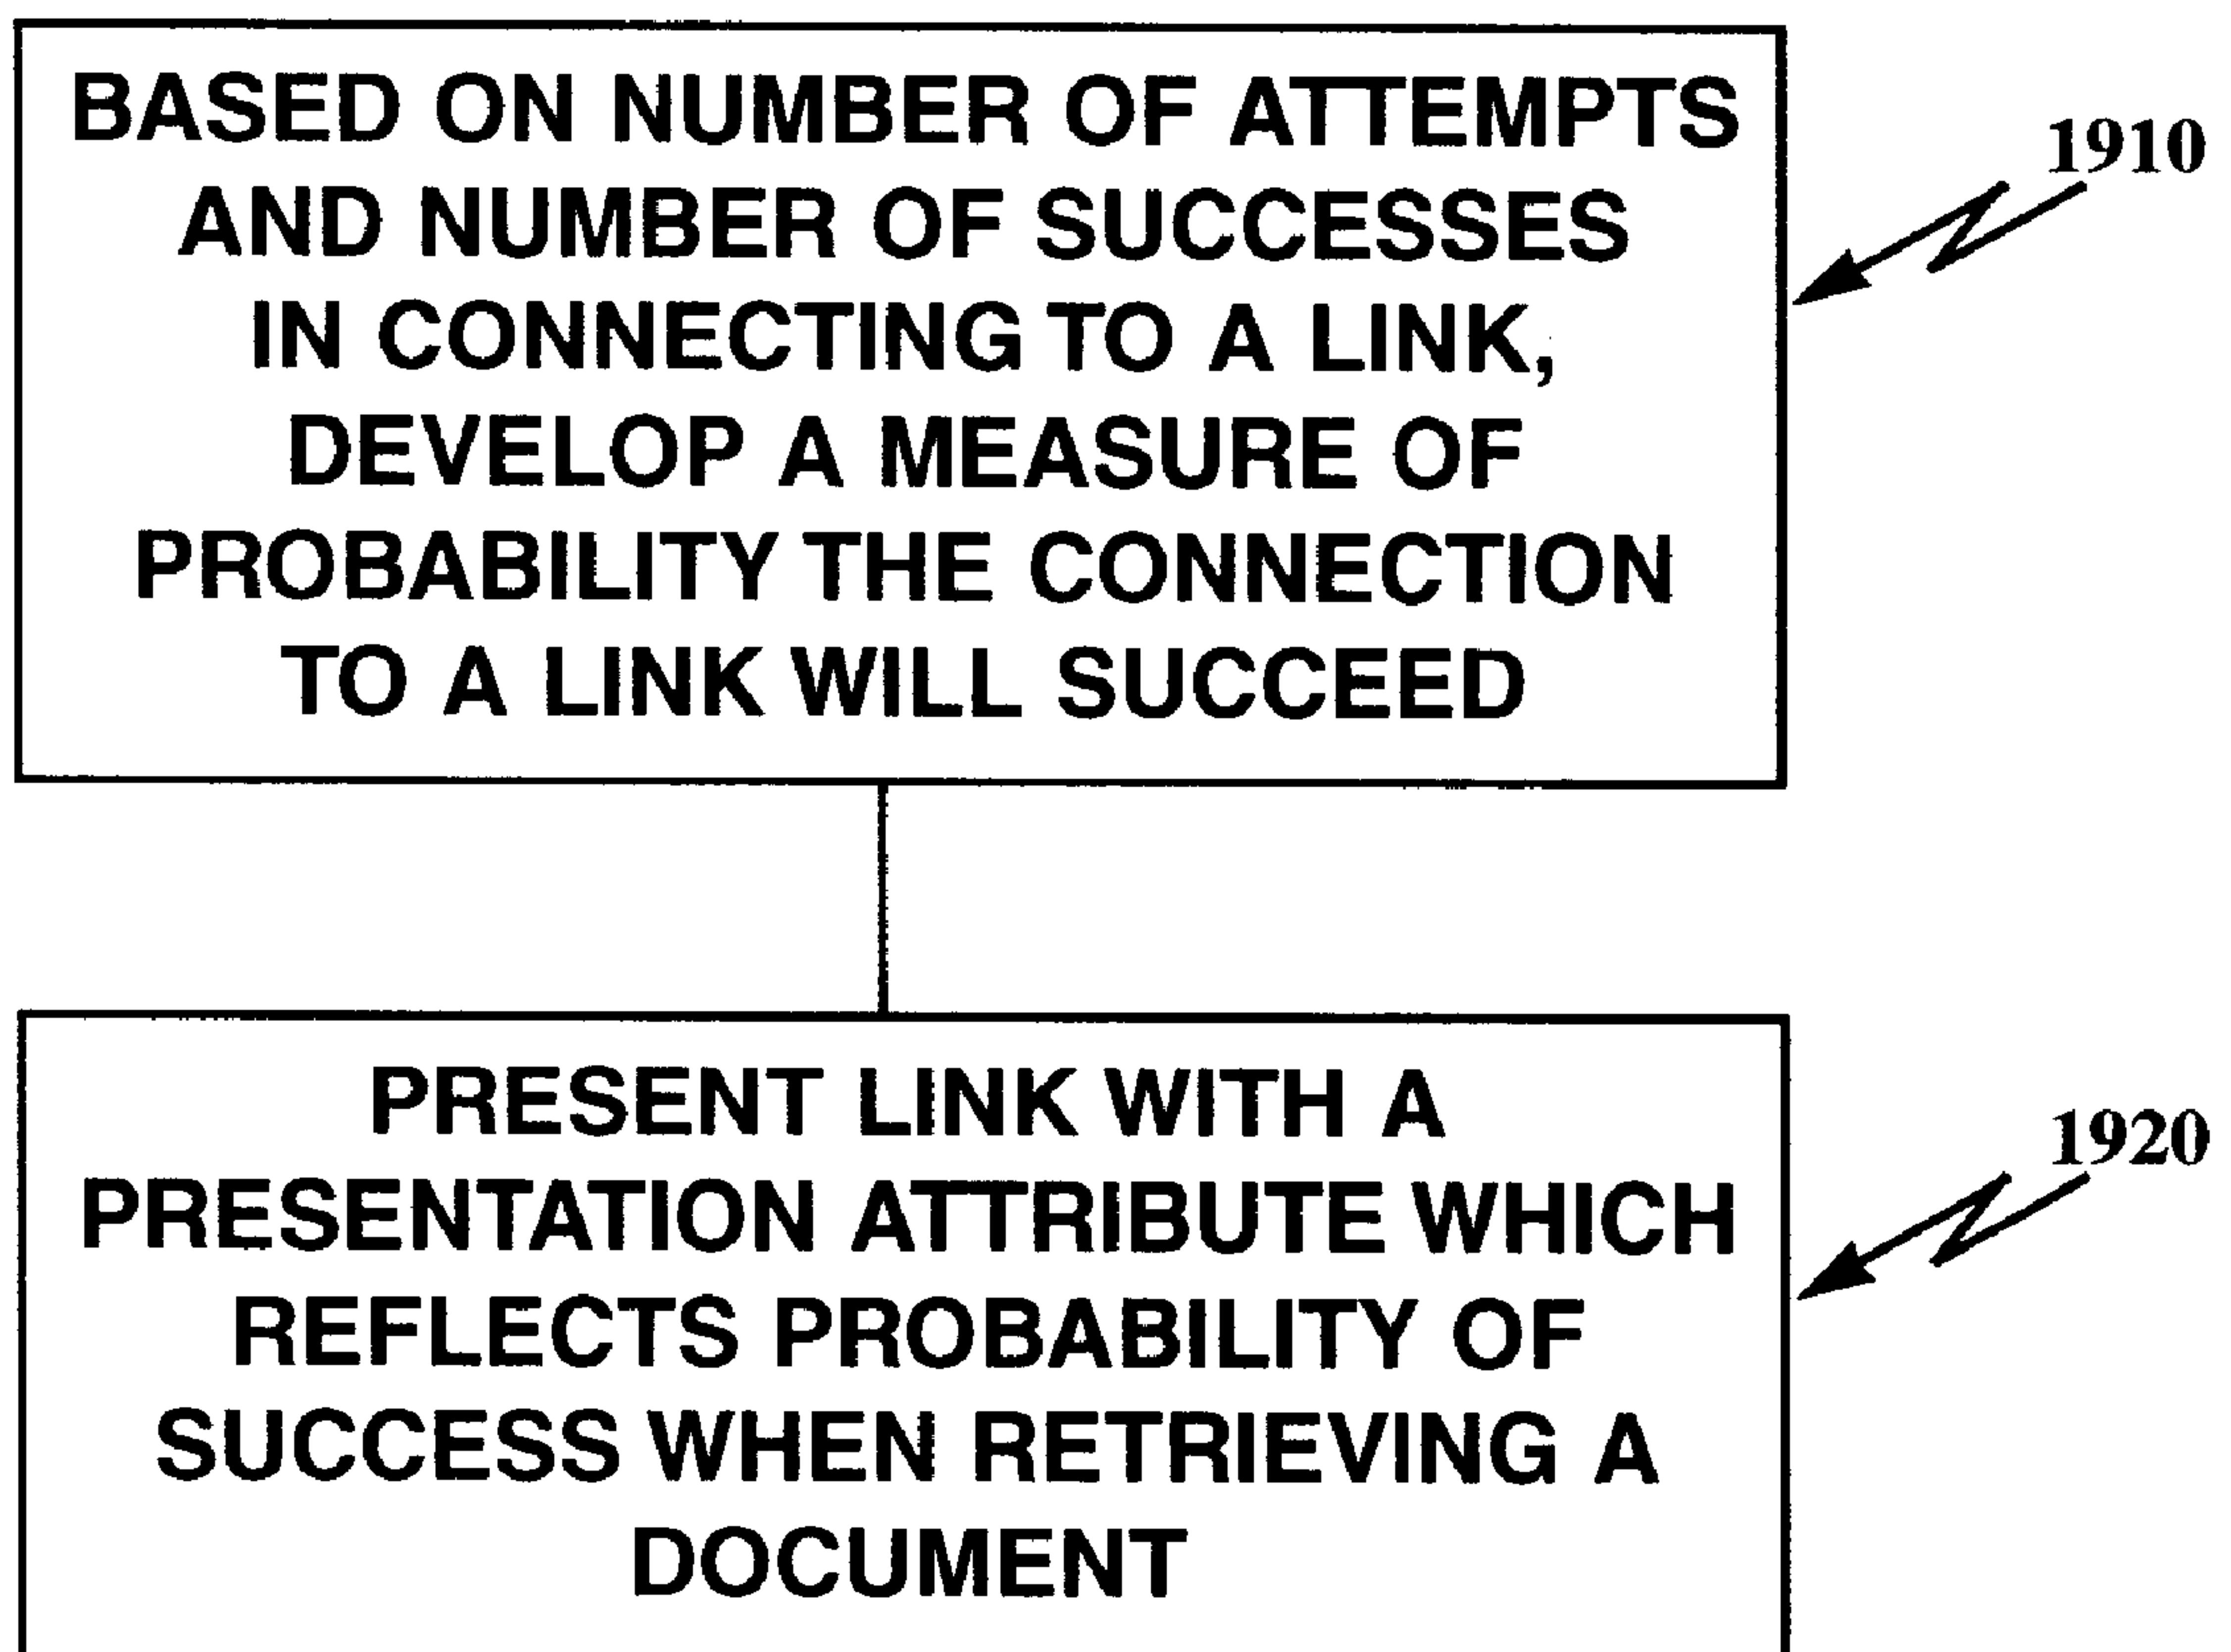 BASED ON NUMBER OF ATTEMPTS
AND NUMBER OF SUCCESSES
IN CONNECTING TO A LINK,
DEVELOP A MEASURE OF
PROBABILITY THE CONNECTION
TO A LINK WILL SUCCEED
1910
PRESENT LINK WITH A
PRESENTATION ATTRIBUTE WHICH
REFLECTS PROBABILITY OF
SUCCESS WHEN RETRIEVING A
DOCUMENT
1920